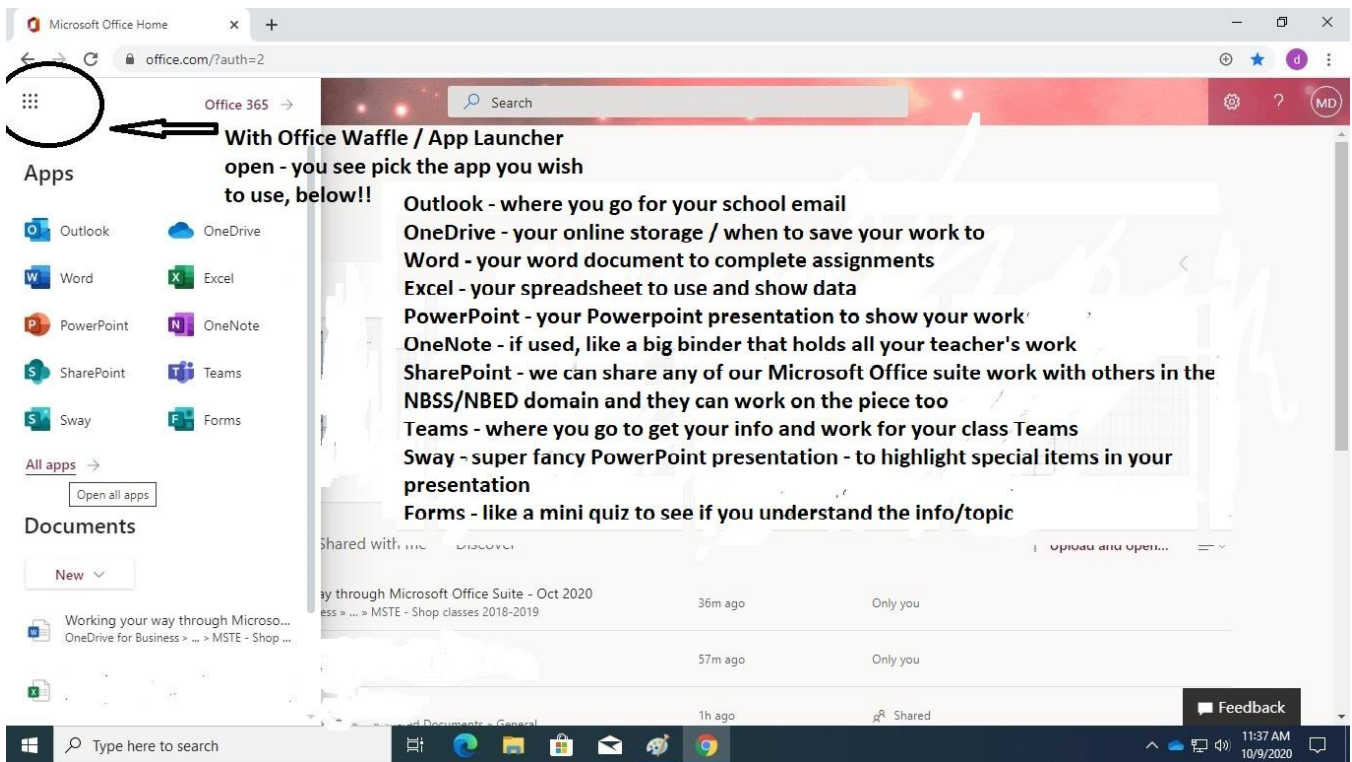 Microsoft Office Home
office.com/?auth=2
d
Office 365 →
Search
?
MD
With Office Waffle / App Launcher
open - you see pick the app you wish
to use, below!!
Apps
Outlook
OneDrive
Word
Excel
PowerPoint
OneNote
SharePoint
Teams
Sway
Forms
All apps →
Open all apps
Outlook - where you go for your school email
OneDrive - your online storage / when to save your work to
Word - your word document to complete assignments
Excel - your spreadsheet to use and show data
PowerPoint - your Powerpoint presentation to show your work
OneNote - if used, like a big binder that holds all your teacher's work
SharePoint - we can share any of our Microsoft Office suite work with others in the
NBSS/NBED domain and they can work on the piece too
Teams - where you go to get your info and work for your class Teams
Sway - super fancy PowerPoint presentation - to highlight special items in your
presentation
Forms - like a mini quiz to see if you understand the info/topic
Documents
New
Working your way through Microso...
OneDrive for Business > ... > MSTE - Shop ...
Shared with me Discover
Upload and open...
ay through Microsoft Office Suite - Oct 2020
ess » ... » MSTE - Shop classes 2018-2019
36m ago
Only you
57m ago
Only you
Documents » General
1h ago
Shared
Feedback
Type here to search
11:37 AM
10/9/2020